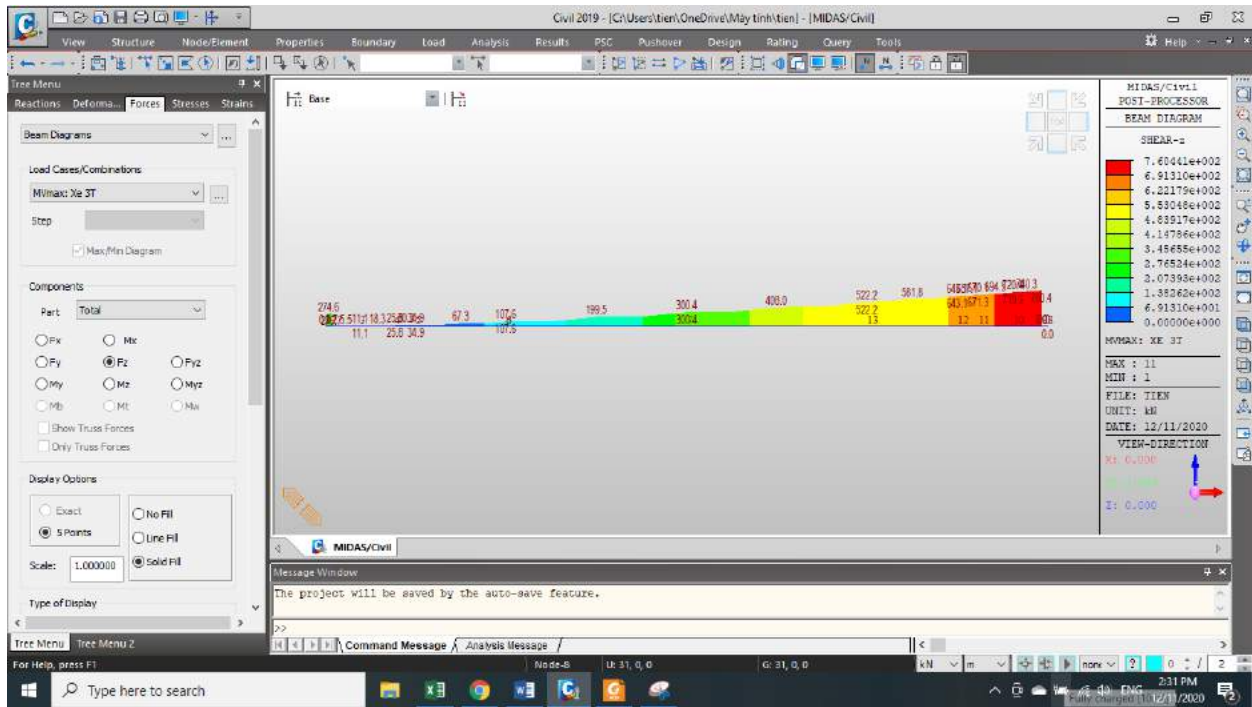 Civil 2019 - [C:\Users\tien\OneDrive\Máy tính\tien] - [MIDAS/Civil]
View Structure Node/Element Properties Boundary Load Analysis Results PSC Pushover Design Rating Query Tools Help
Tree Menu
Reactions Deforma... Forces Stresses Strains
Beam Diagrams
Load Cases/Combinations
MVmax: Xe 3T
Step
Max/Min Diagram
Components
Part Total
Fx Mx
Fy Fz Fyz
My Mz Myz
Mb Mt Mw
Show Truss Forces
Only Truss Forces
Display Options
Exact
5 Points
No Fill
Line Fill
Solid Fill
Scale: 1.000000
Type of Display
Tree Menu Tree Menu 2
Base
274.6
67.3
199.5
300.4
408.0
522.2
581.8
11.1 25.8 34.9
107.6
522.2
13
12 11
0.0
MIDAS/Civil
POST-PROCESSOR
BEAM DIAGRAM
SHEAR-z
7.60441e+002
6.91310e+002
6.22179e+002
5.53048e+002
4.83917e+002
4.14786e+002
3.45655e+002
2.76524e+002
2.07393e+002
1.38262e+002
6.91310e+001
0.00000e+000
MVMAX: XE 3T
MAX : 11
MIN : 1
FILE: TIEN
UNIT: kN
DATE: 12/11/2020
VIEW-DIRECTION
X: 0.000
Z: 0.000
MIDAS/Civil
Message Window
The project will be saved by the auto-save feature.
>>
Command Message Analysis Message
For Help, press F1
Node-8
U: 31, 0, 0
G: 31, 0, 0
kN m none ? 0 / 2
Type here to search
ENG
2:31 PM
12/11/2020